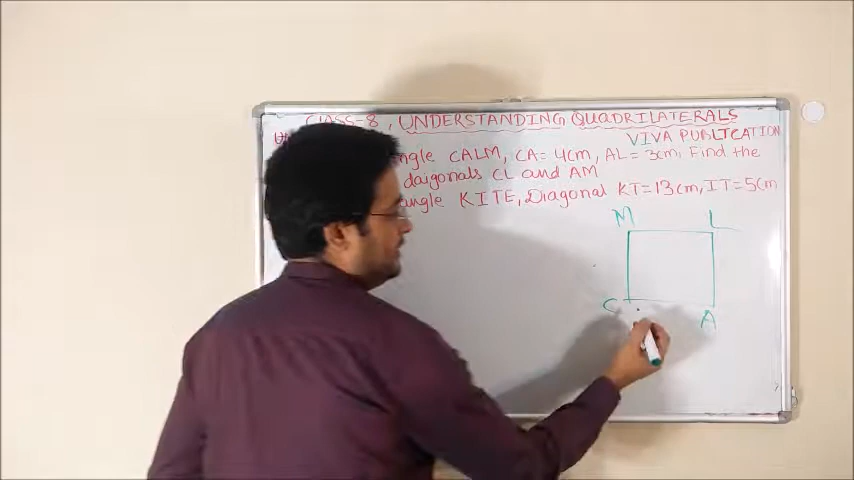 CLASS-8, UNDERSTANDING QUADRILATERALS
VIVA PUBLICATION
angle CALM, CA=4cm, AL=3cm, Find the
daigonals CL and AM
angle KITE, Diagonal KT=13cm, IT=5cm
M L
C A